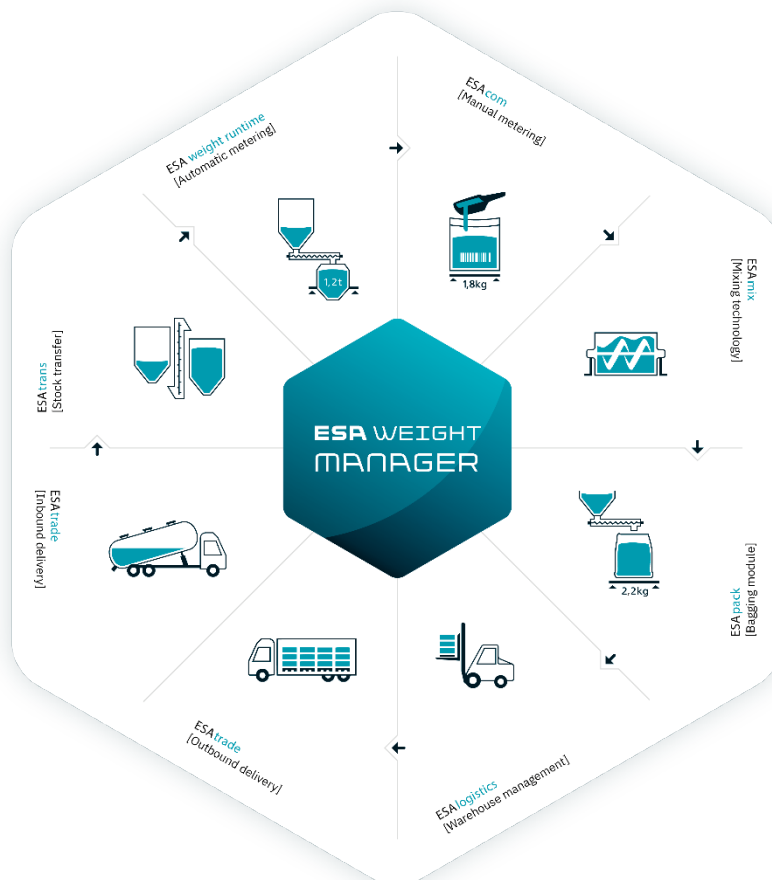 ESA weight runtime
[Automatic metering]
ESAcom
[Manual metering]
1,2t
1,8kg
ESAmix
[Mixing technology]
ESAtrans
[Stock transfer]
ESA WEIGHT
MANAGER
ESAtrade
[Inbound delivery]
2,2kg
ESApack
[Bagging module]
ESAtrade
[Outbound delivery]
ESAlogistics
[Warehouse management]